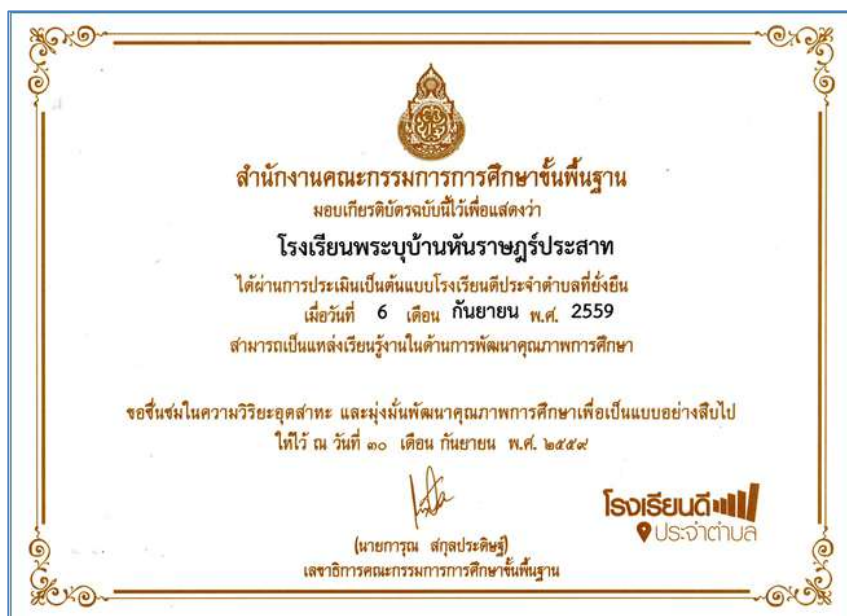 สำนักงานคณะกรรมการการศึกษาขั้นพื้นฐาน
มอบเกียรติบัตรฉบับนี้ไว้เพื่อแสดงว่า
โรงเรียนพระบุบ้านหันราษฎร์ประสาท
ได้ผ่านการประเมินเป็นต้นแบบโรงเรียนดีประจำตำบลที่ยั่งยืน
เมื่อวันที่ 6 เดือน กันยายน พ.ศ. 2559
สามารถเป็นแหล่งเรียนรู้งานในด้านการพัฒนาคุณภาพการศึกษา
ขอชื่นชมในความวิริยะอุตสาหะ และมุ่งมั่นพัฒนาคุณภาพการศึกษาเพื่อเป็นแบบอย่างสืบไป
ให้ไว้ ณ วันที่ ๓๐ เดือน กันยายน พ.ศ. ๒๕๕๙
(นายการุณ สกุลประดิษฐ์)
เลขาธิการคณะกรรมการการศึกษาขั้นพื้นฐาน
โรงเรียนดี
ประจำตำบล